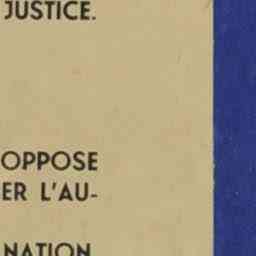 JUSTICE.
OPPOSE
ER L'AU-
NATION